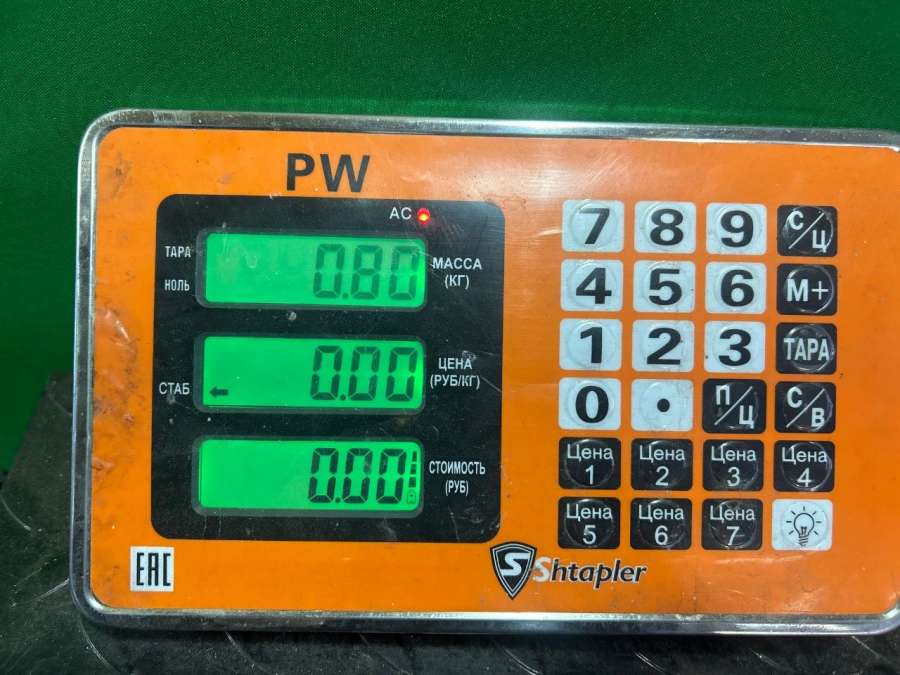 PW
AC
ТАРА
НОЛЬ
0.80
МАССА
(КГ)
СТАБ
0.00
ЦЕНА
(РУБ/КГ)
0.00
СТОИМОСТЬ
(РУБ)
7 8 9 С/Ц
4 5 6 М+
1 2 3 ТАРА
0 . П/Ц С/В
Цена 1 Цена 2 Цена 3 Цена 4
Цена 5 Цена 6 Цена 7
EAC
S Shtapler